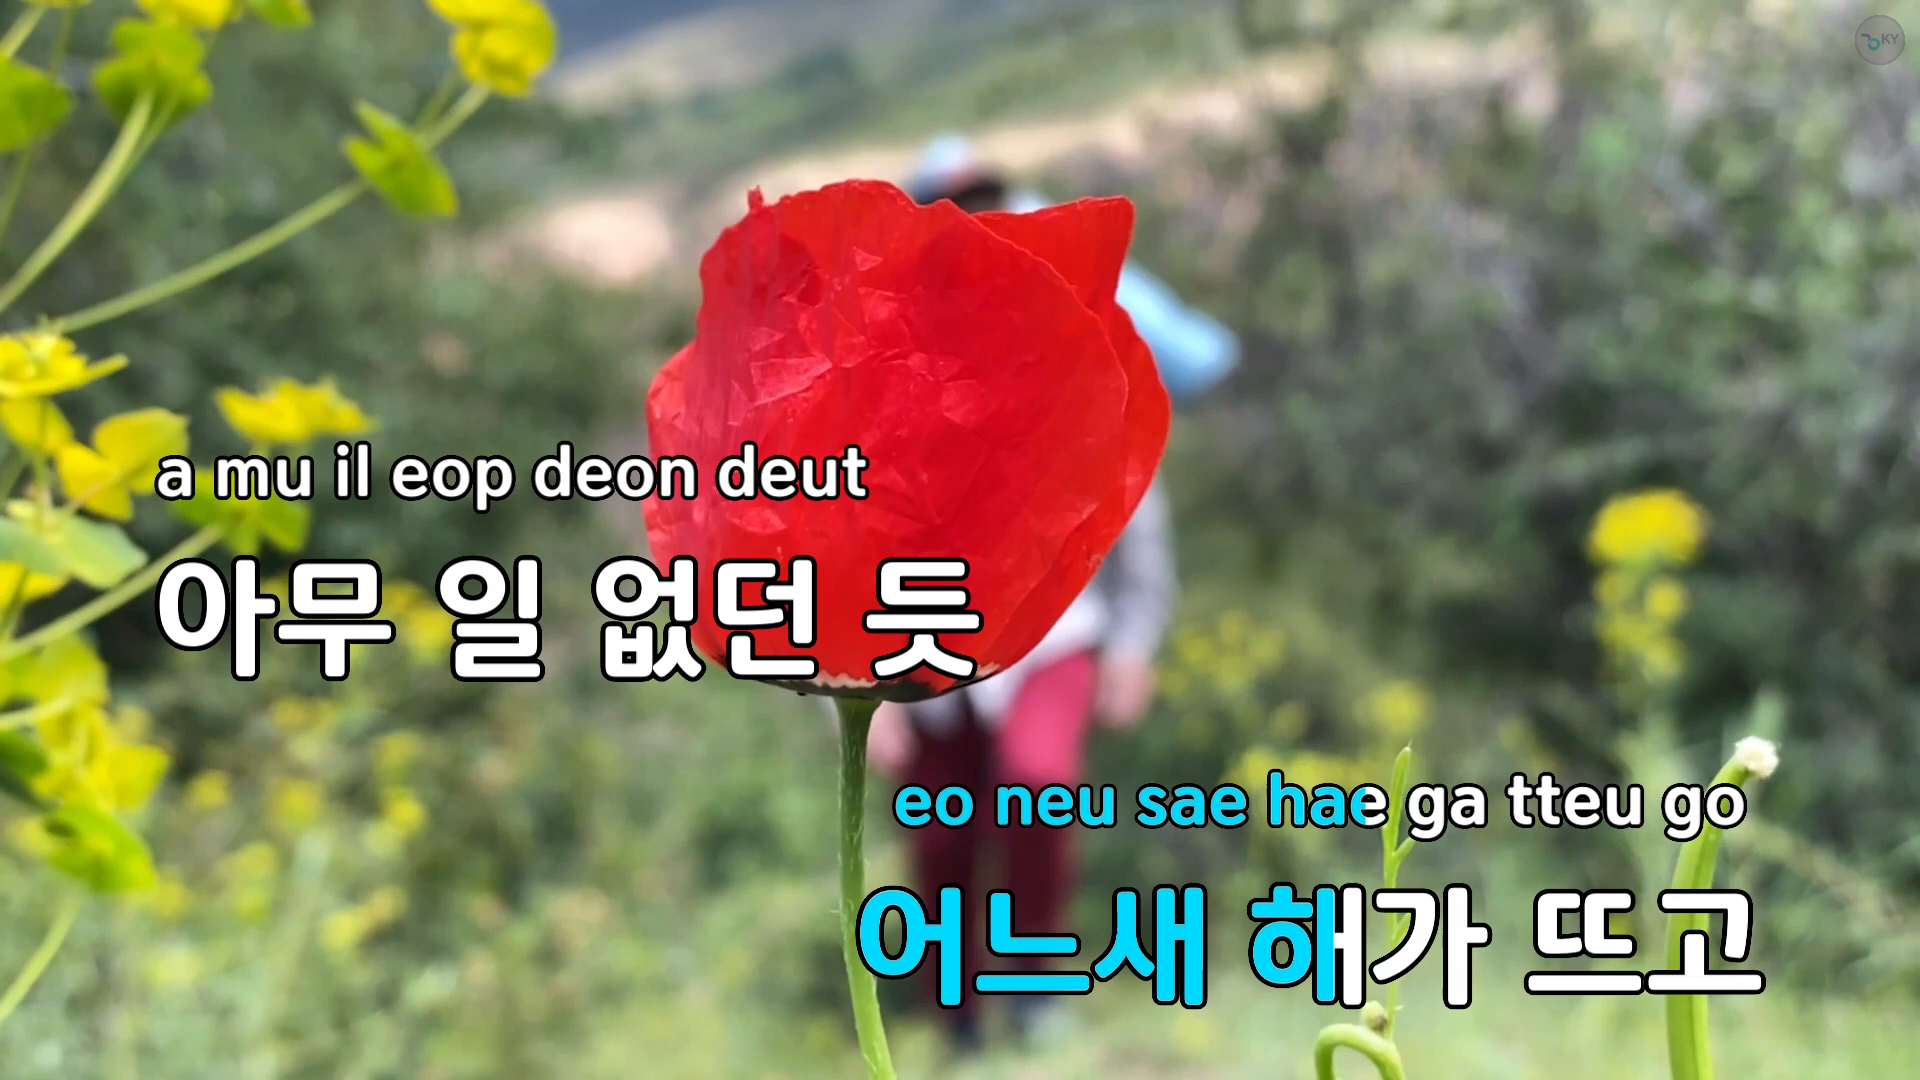 KY
a mu il eop deon deut
아무 일 없던 듯
eo neu sae hae ga tteu go
어느새 해가 뜨고